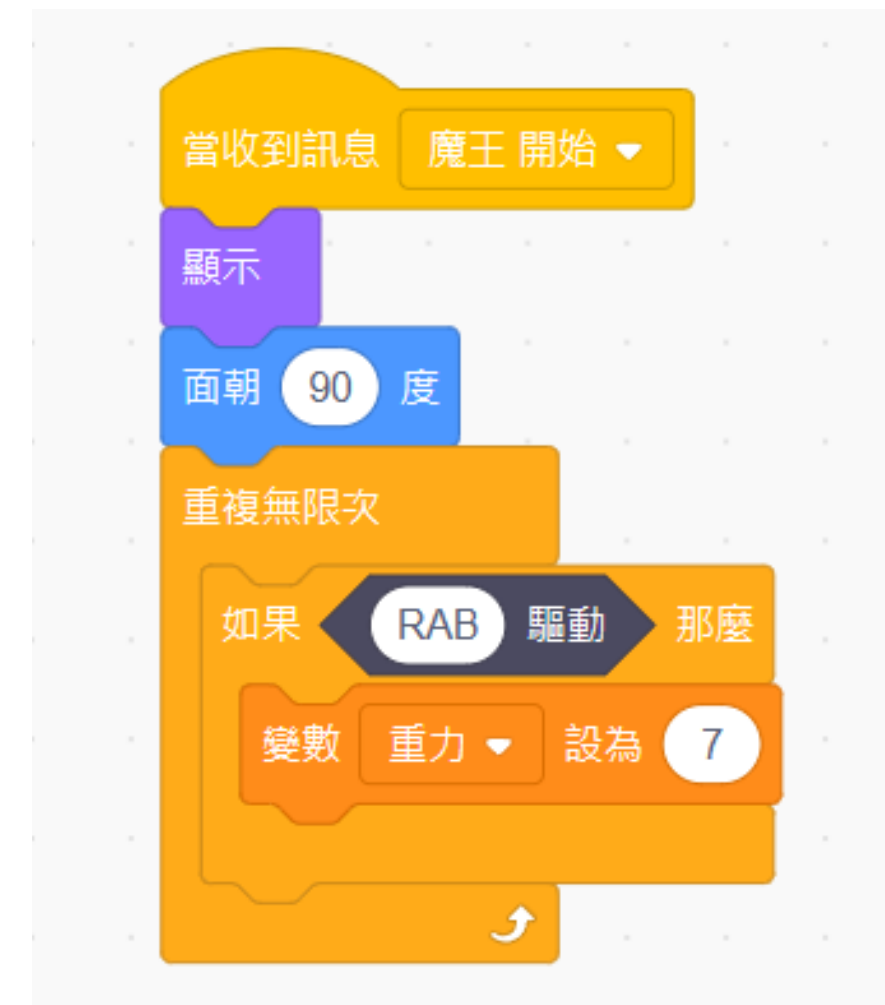 當收到訊息 魔王 開始
顯示
面朝 90 度
重複無限次
如果 RAB 驅動 那麼
變數 重力 設為 7